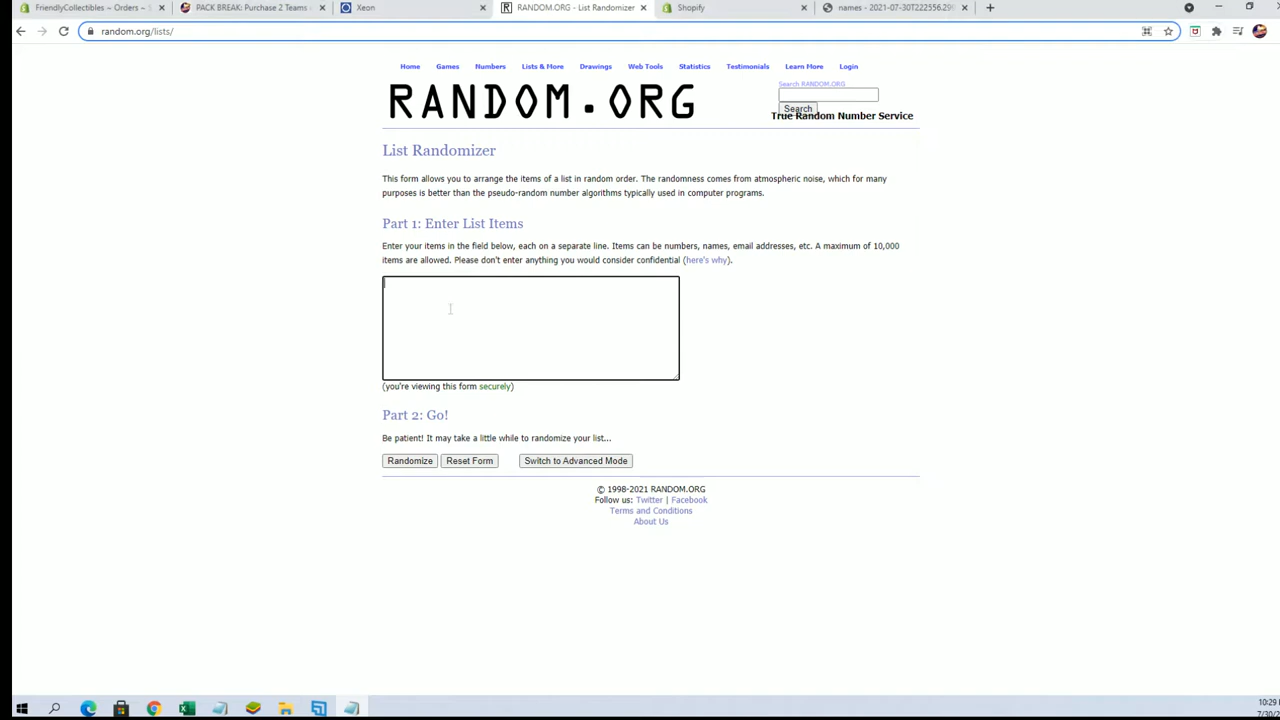 FriendlyCollectibles ~ Orders ~
PACK BREAK: Purchase 2 Teams
Xeon
RANDOM.ORG - List Randomizer
Shopify
names - 2021-07-30T222556.29
random.org/lists/
Home Games Numbers Lists & More Drawings Web Tools Statistics Testimonials Learn More Login
RANDOM.ORG
Search RANDOM.ORG
Search
True Random Number Service
List Randomizer
This form allows you to arrange the items of a list in random order. The randomness comes from atmospheric noise, which for many
purposes is better than the pseudo-random number algorithms typically used in computer programs.
Part 1: Enter List Items
Enter your items in the field below, each on a separate line. Items can be numbers, names, email addresses, etc. A maximum of 10,000
items are allowed. Please don't enter anything you would consider confidential (here's why).
(you're viewing this form securely)
Part 2: Go!
Be patient! It may take a little while to randomize your list...
Randomize Reset Form Switch to Advanced Mode
© 1998-2021 RANDOM.ORG
Follow us: Twitter | Facebook
Terms and Conditions
About Us
10:29
7/30/2